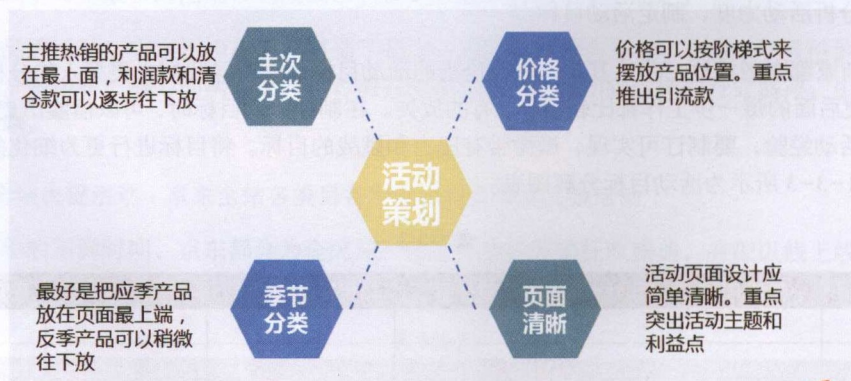 主推热销的产品可以放
在最上面，利润款和清
仓款可以逐步往下放
主次
分类
价格
分类
价格可以按阶梯式来
摆放产品位置。重点
推出引流款
活动
策划
最好是把应季产品
放在页面最上端，
反季产品可以稍微
往下放
季节
分类
页面
清晰
活动页面设计应
简单清晰。重点
突出活动主题和
利益点